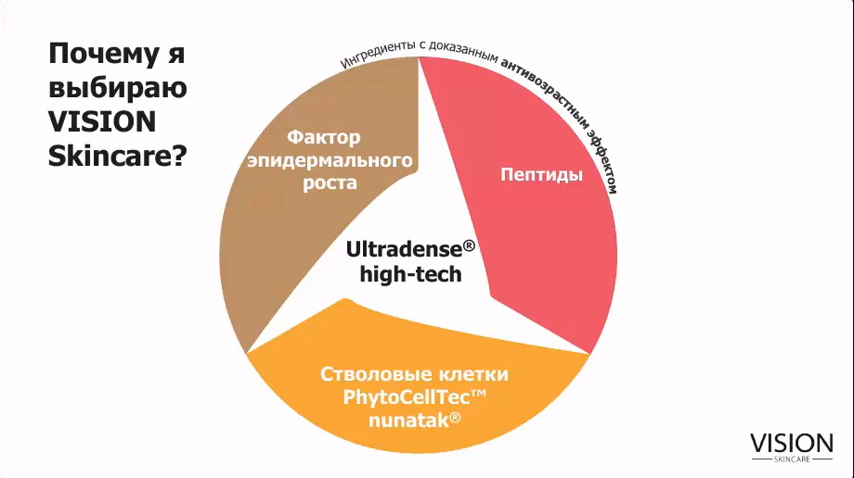 Почему я
выбираю
VISION
Skincare?
Ингредиенты с доказанным антивозрастным эффектом
Фактор
эпидермального
роста
Пептиды
Ultradense®
high-tech
Стволовые клетки
PhytoCellTec™
nunatak®
VISION
SKINCARE